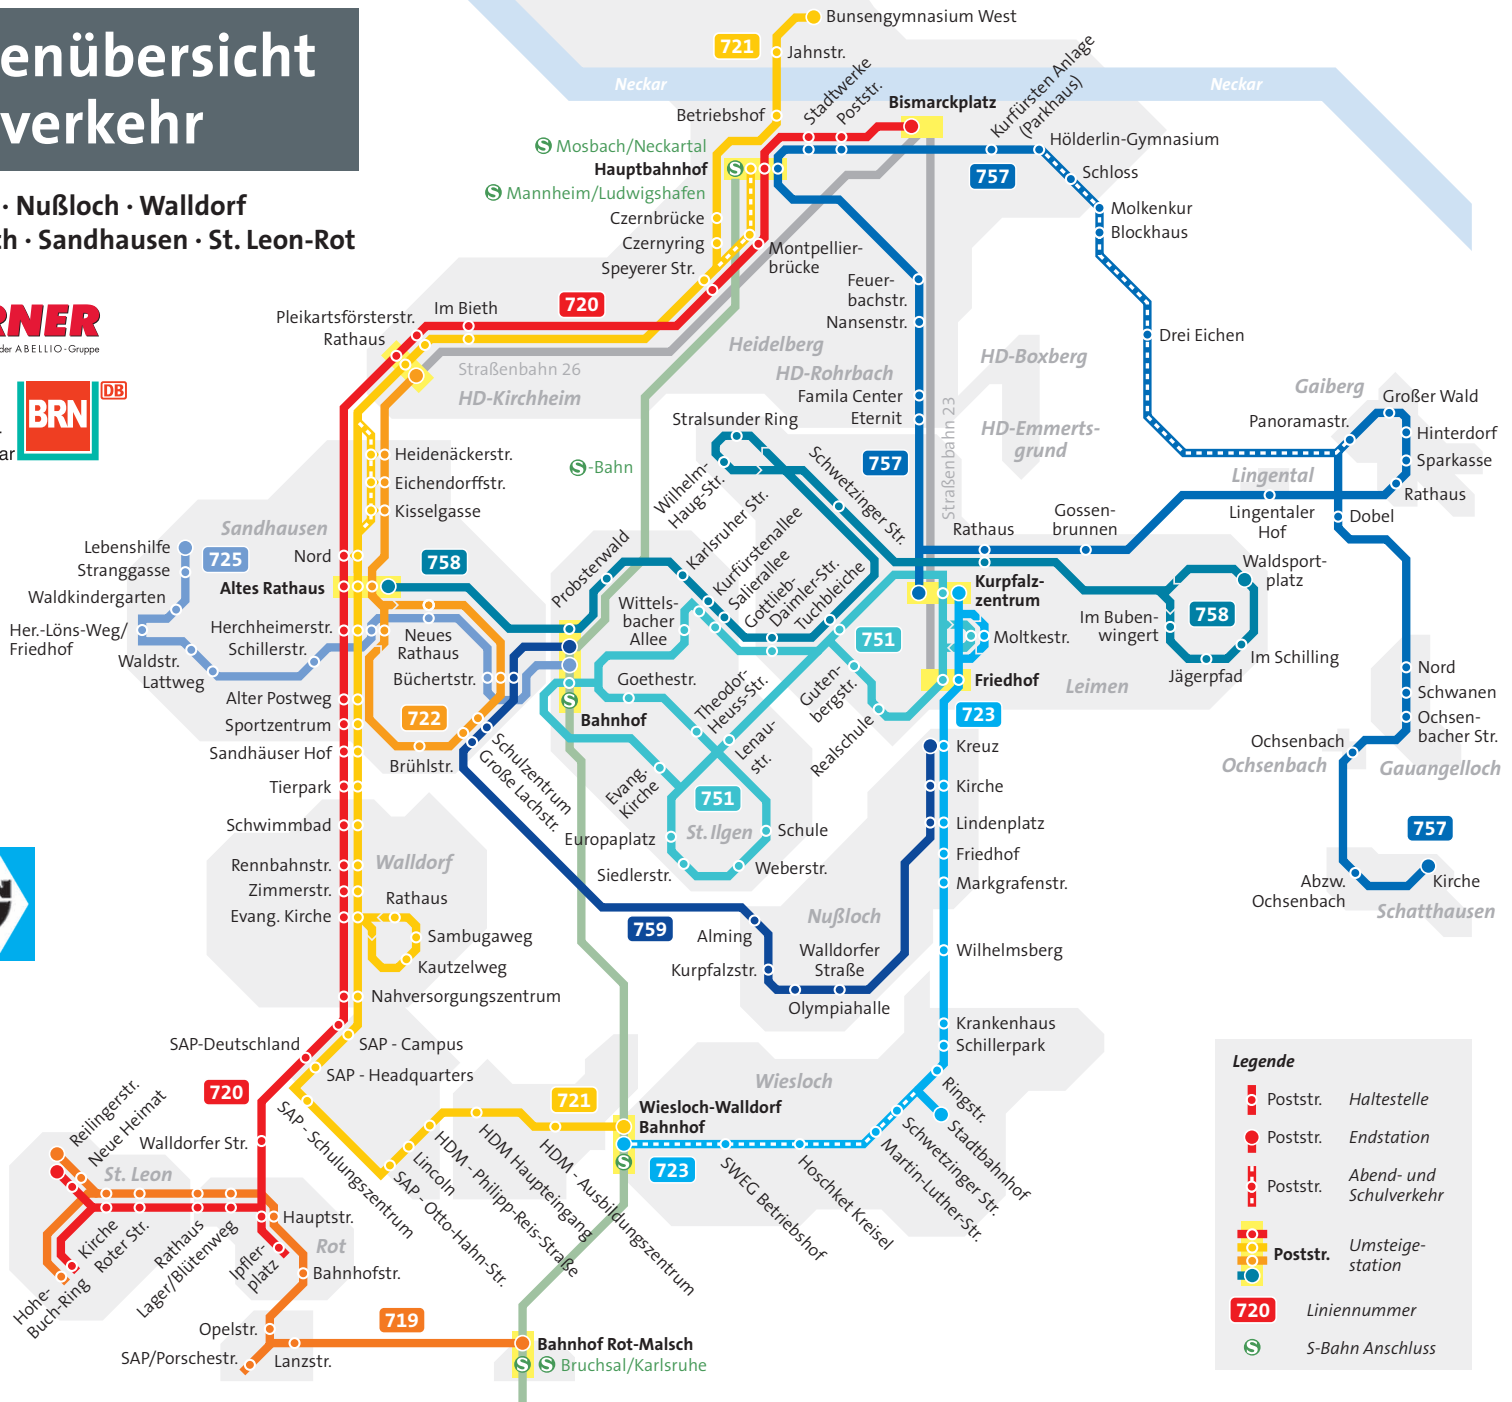 enübersicht
verkehr
· Nußloch · Walldorf
h · Sandhausen · St. Leon-Rot
RNER
der ABELLIO-Gruppe
BRN
DB
ar
Neckar
Neckar
721
Bunsengymnasium West
Jahnstr.
Betriebshof
Stadtwerke
Poststr.
Bismarckplatz
Kurfürsten Anlage
(Parkhaus)
Hölderlin-Gymnasium
Mosbach/Neckartal
Hauptbahnhof
Mannheim/Ludwigshafen
757
Schloss
Molkenkur
Blockhaus
Czernbrücke
Czernyring
Speyerer Str.
Montpellier-
brücke
Feuer-
bachstr.
Nansenstr.
Drei Eichen
Pleikartsförsterstr.
Rathaus
Im Bieth
720
Straßenbahn 26
HD-Kirchheim
Heidelberg
HD-Rohrbach
HD-Boxberg
HD-Emmerts-
grund
Famila Center
Eternit
Straßenbahn 23
Gaiberg
Großer Wald
Panoramastr.
Hinterdorf
Sparkasse
Rathaus
Lingental
Lingentaler
Hof
Dobel
Gossen-
brunnen
Rathaus
Stralsunder Ring
Wilhelm-
Haug-Str.
Schwetzinger Str.
757
S-Bahn
Karlsruher Str.
Kurfürstenallee
Salierallee
Gottlieb-
Daimler-Str.
Tuchbleiche
Probsterwald
Heidenäckerstr.
Eichendorffstr.
Kisselgasse
Sandhausen
Lebenshilfe
Stranggasse
725
Nord
Altes Rathaus
758
Waldkindergarten
Her.-Löns-Weg/
Friedhof
Waldstr.
Lattweg
Herchheimerstr.
Schillerstr.
Neues
Rathaus
Büchertstr.
Alter Postweg
Sportzentrum
Sandhäuser Hof
Tierpark
Schwimmbad
722
Brühlstr.
Schulzentrum
Große Lachstr.
Wittels-
bacher
Allee
Goethestr.
Bahnhof
Theodor-
Heuss-Str.
Lenau-
str.
Evang.
Kirche
751
St. Ilgen
Europaplatz
Siedlerstr.
Schule
Weberstr.
751
Guten-
bergstr.
Realschule
Kurpfalz-
zentrum
Moltkestr.
Friedhof
Leimen
723
Waldsport-
platz
Im Buben-
wingert
758
Im Schilling
Jägerpfad
Nord
Schwanen
Ochsen-
bacher Str.
Ochsenbach
Ochsenbach
Gauangelloch
757
Abzw.
Ochsenbach
Kirche
Schatthausen
Kreuz
Kirche
Lindenplatz
Friedhof
Markgrafenstr.
Nußloch
759
Alming
Kurpfalzstr.
Walldorfer
Straße
Olympiahalle
Wilhelmsberg
Krankenhaus
Schillerpark
Walldorf
Rennbahnstr.
Zimmerstr.
Evang. Kirche
Rathaus
Sambugaweg
Kautzelweg
Nahversorgungszentrum
SAP-Deutschland
SAP - Campus
SAP - Headquarters
720
SAP - Schulungszentrum
SAP - Otto-Hahn-Str.
Lincoln
HDM - Philipp-Reis-Straße
HDM Haupteingang
HDM - Ausbildungszentrum
721
Wiesloch-Walldorf
Bahnhof
723
Wiesloch
SWEG Betriebshof
Hoschket Kreisel
Martin-Luther-Str.
Schwetzinger Str.
Stadtbahnhof
Ringstr.
Reilingerstr.
Neue Heimat
St. Leon
Walldorfer Str.
Hohe-
Buch-Ring
Kirche
Roter Str.
Rathaus
Lager/Blütenweg
Ipfler-
platz
Hauptstr.
Rot
Bahnhofstr.
Opelstr.
SAP/Porschestr.
Lanzstr.
719
Bahnhof Rot-Malsch
Bruchsal/Karlsruhe
Legende
Poststr. Haltestelle
Poststr. Endstation
Poststr. Abend- und
Schulverkehr
Poststr. Umsteige-
station
720 Liniennummer
S S-Bahn Anschluss